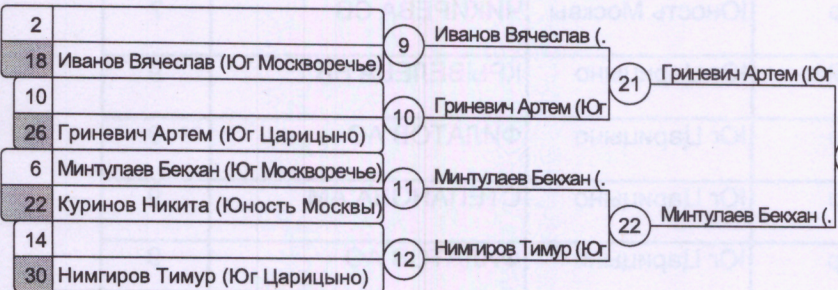 2
18 Иванов Вячеслав (Юг Москворечье)
10
26 Гриневич Артем (Юг Царицыно)
6 Минтулаев Бекхан (Юг Москворечье)
22 Куринов Никита (Юность Москвы)
14
30 Нимгиров Тимур (Юг Царицыно)
9 Иванов Вячеслав (.
10 Гриневич Артем (Юг
11 Минтулаев Бекхан (.
12 Нимгиров Тимур (Юг
21 Гриневич Артем (Юг
22 Минтулаев Бекхан (.